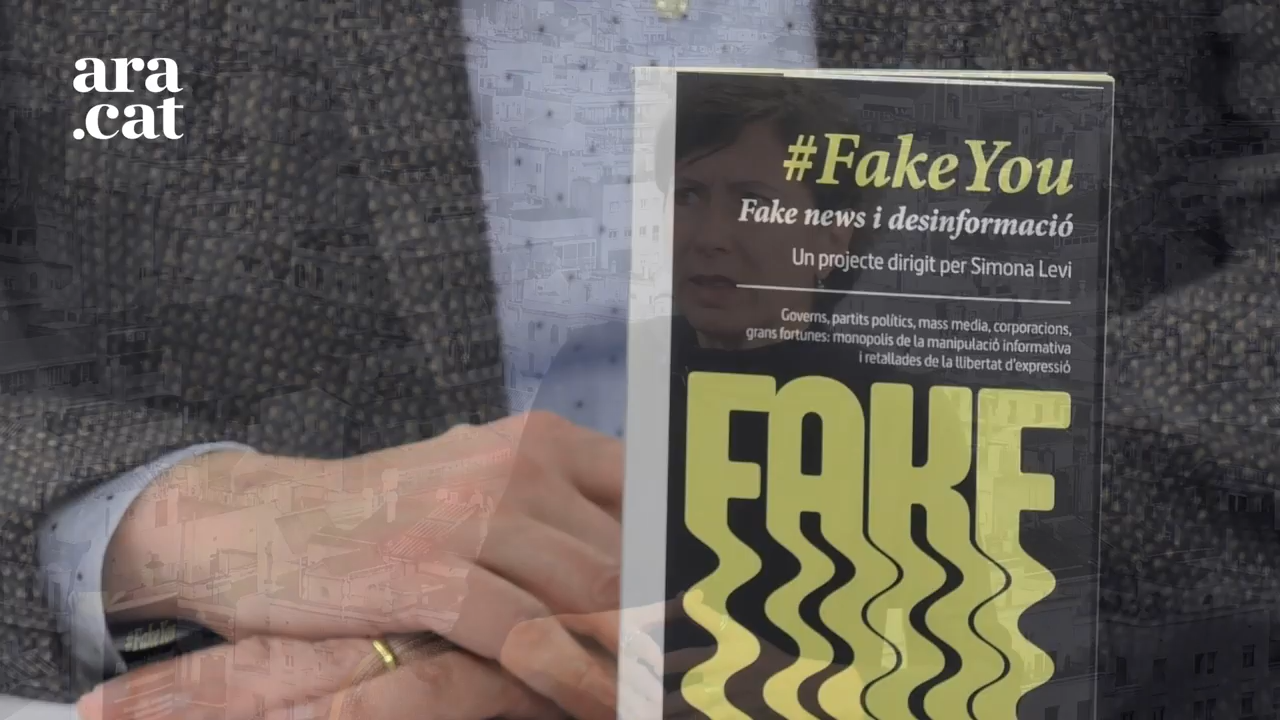 ara
.cat
#FakeYou
Fake news i desinformació
Un projecte dirigit per Simona Levi
Governs, partits polítics, mass media, corporacions,
grans fortunes: monopolis de la manipulació informativa
i retallades de la llibertat d'expressió
FAKE
#FakeYou